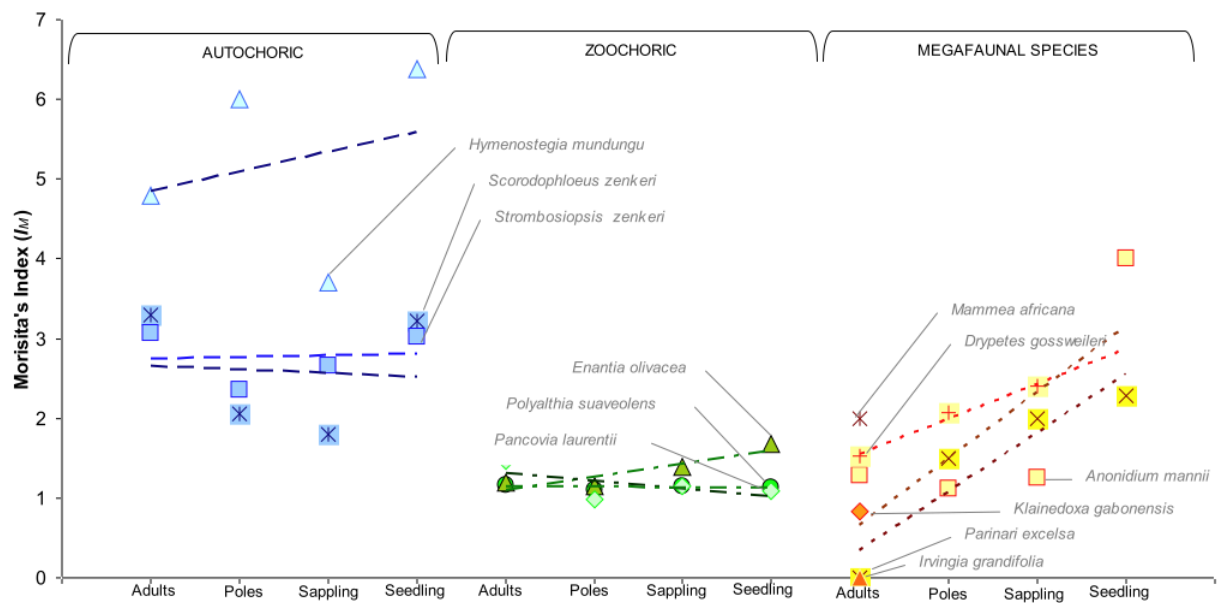 7
6
5
4
3
2
1
0
Morisita's Index (IM)
AUTOCHORIC
ZOOCHORIC
MEGAFAUNAL SPECIES
Hymenostegia mundungu
Scorodophloeus zenkeri
Strombosiopsis zenkeri
Enantia olivacea
Polyalthia suaveolens
Pancovia laurentii
Mammea africana
Drypetes gossweileri
Anonidium mannii
Klainedoxa gabonensis
Parinari excelsa
Irvingia grandifolia
Adults Poles Sappling Seedling Adults Poles Sappling Seedling Adults Poles Sappling Seedling